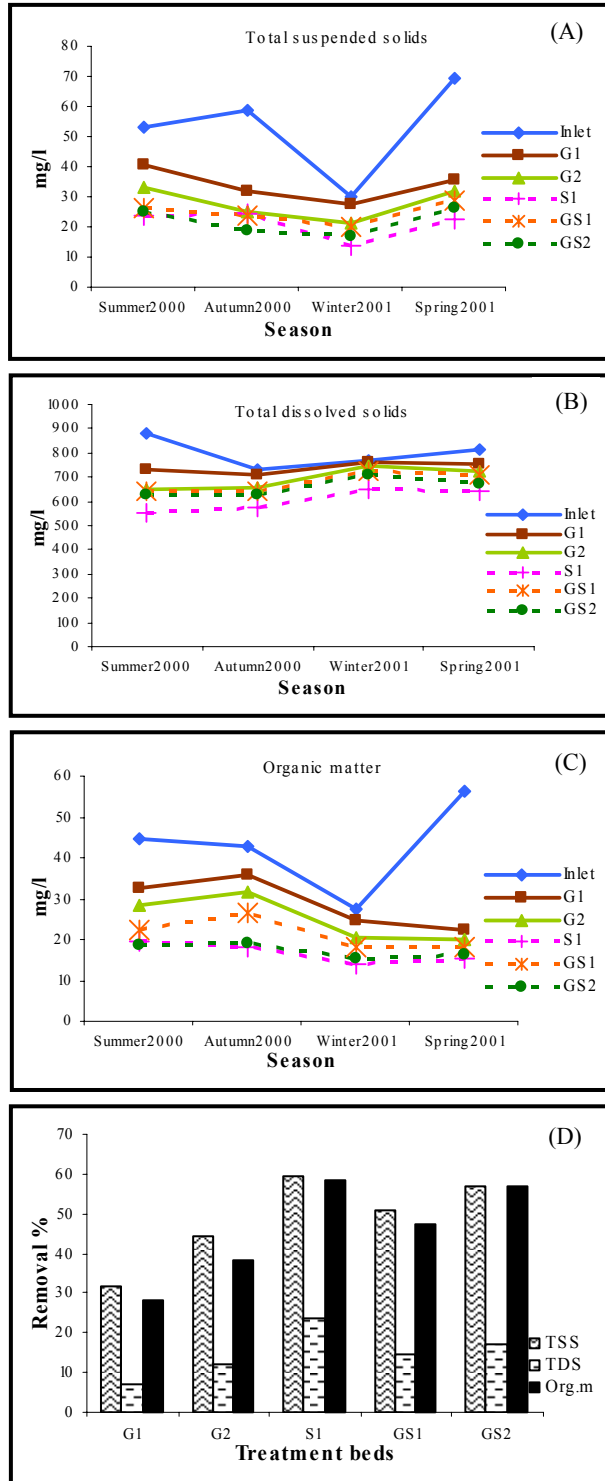 (A)
Total suspended solids
80
70
60
50
40
30
20
10
0
mg/l
Summer2000 Autumn2000 Winter2001 Spring2001
Season
Inlet
G1
G2
S1
GS1
GS2
(B)
Total dissolved solids
1000
900
800
700
600
500
400
300
200
100
0
mg/l
Summer2000 Autumn2000 Winter2001 Spring2001
Season
Inlet
G1
G2
S1
GS1
GS2
(C)
Organic matter
60
50
40
30
20
10
0
mg/l
Summer2000 Autumn2000 Winter2001 Spring2001
Season
Inlet
G1
G2
S1
GS1
GS2
(D)
70
60
50
40
30
20
10
0
Removal %
G1 G2 S1 GS1 GS2
Treatment beds
TSS
TDS
Org.m